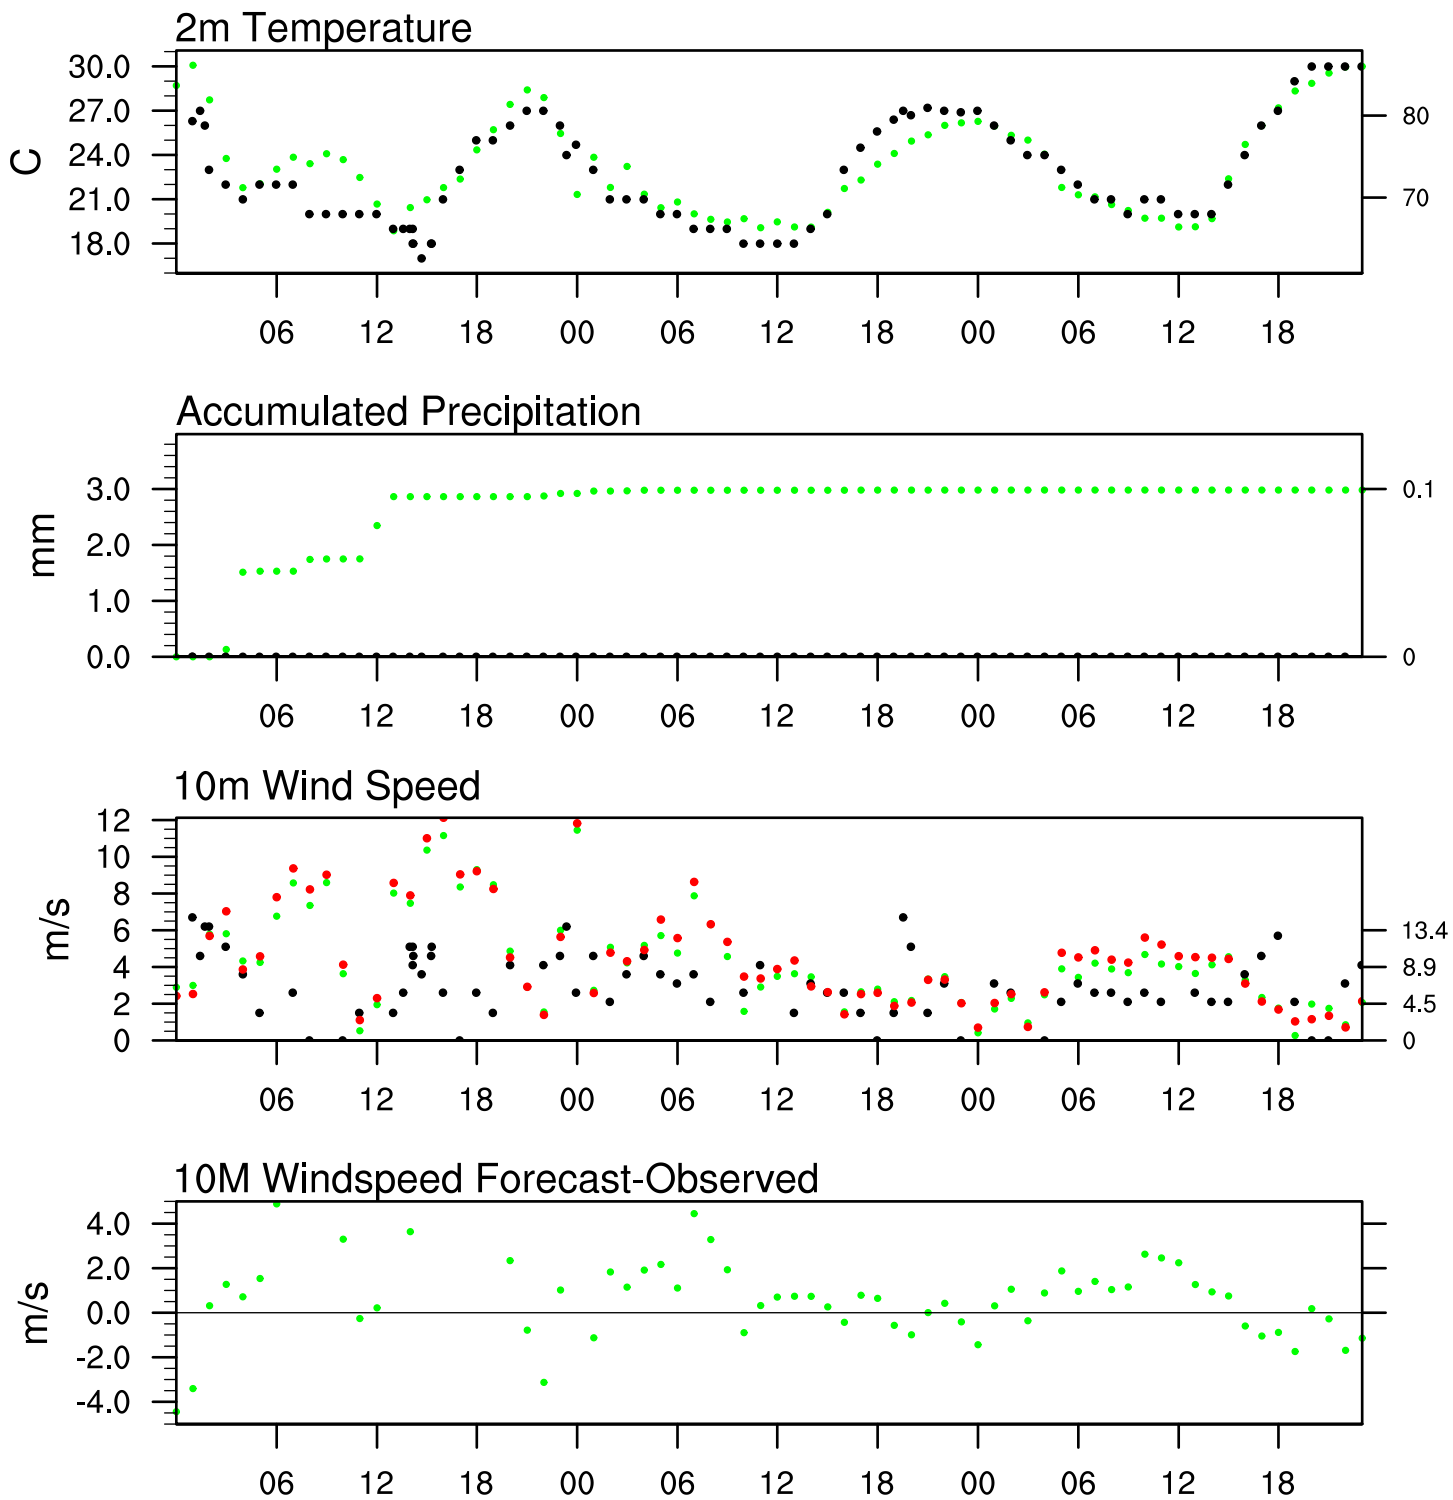 2m Temperature
30.0
27.0
24.0
21.0
18.0
C
80
70
06 12 18 00 06 12 18 00 06 12 18
Accumulated Precipitation
3.0
2.0
1.0
0.0
mm
0.1
0
06 12 18 00 06 12 18 00 06 12 18
10m Wind Speed
12
10
8
6
4
2
0
m/s
13.4
8.9
4.5
0
06 12 18 00 06 12 18 00 06 12 18
10M Windspeed Forecast-Observed
4.0
2.0
0.0
-2.0
-4.0
m/s
06 12 18 00 06 12 18 00 06 12 18